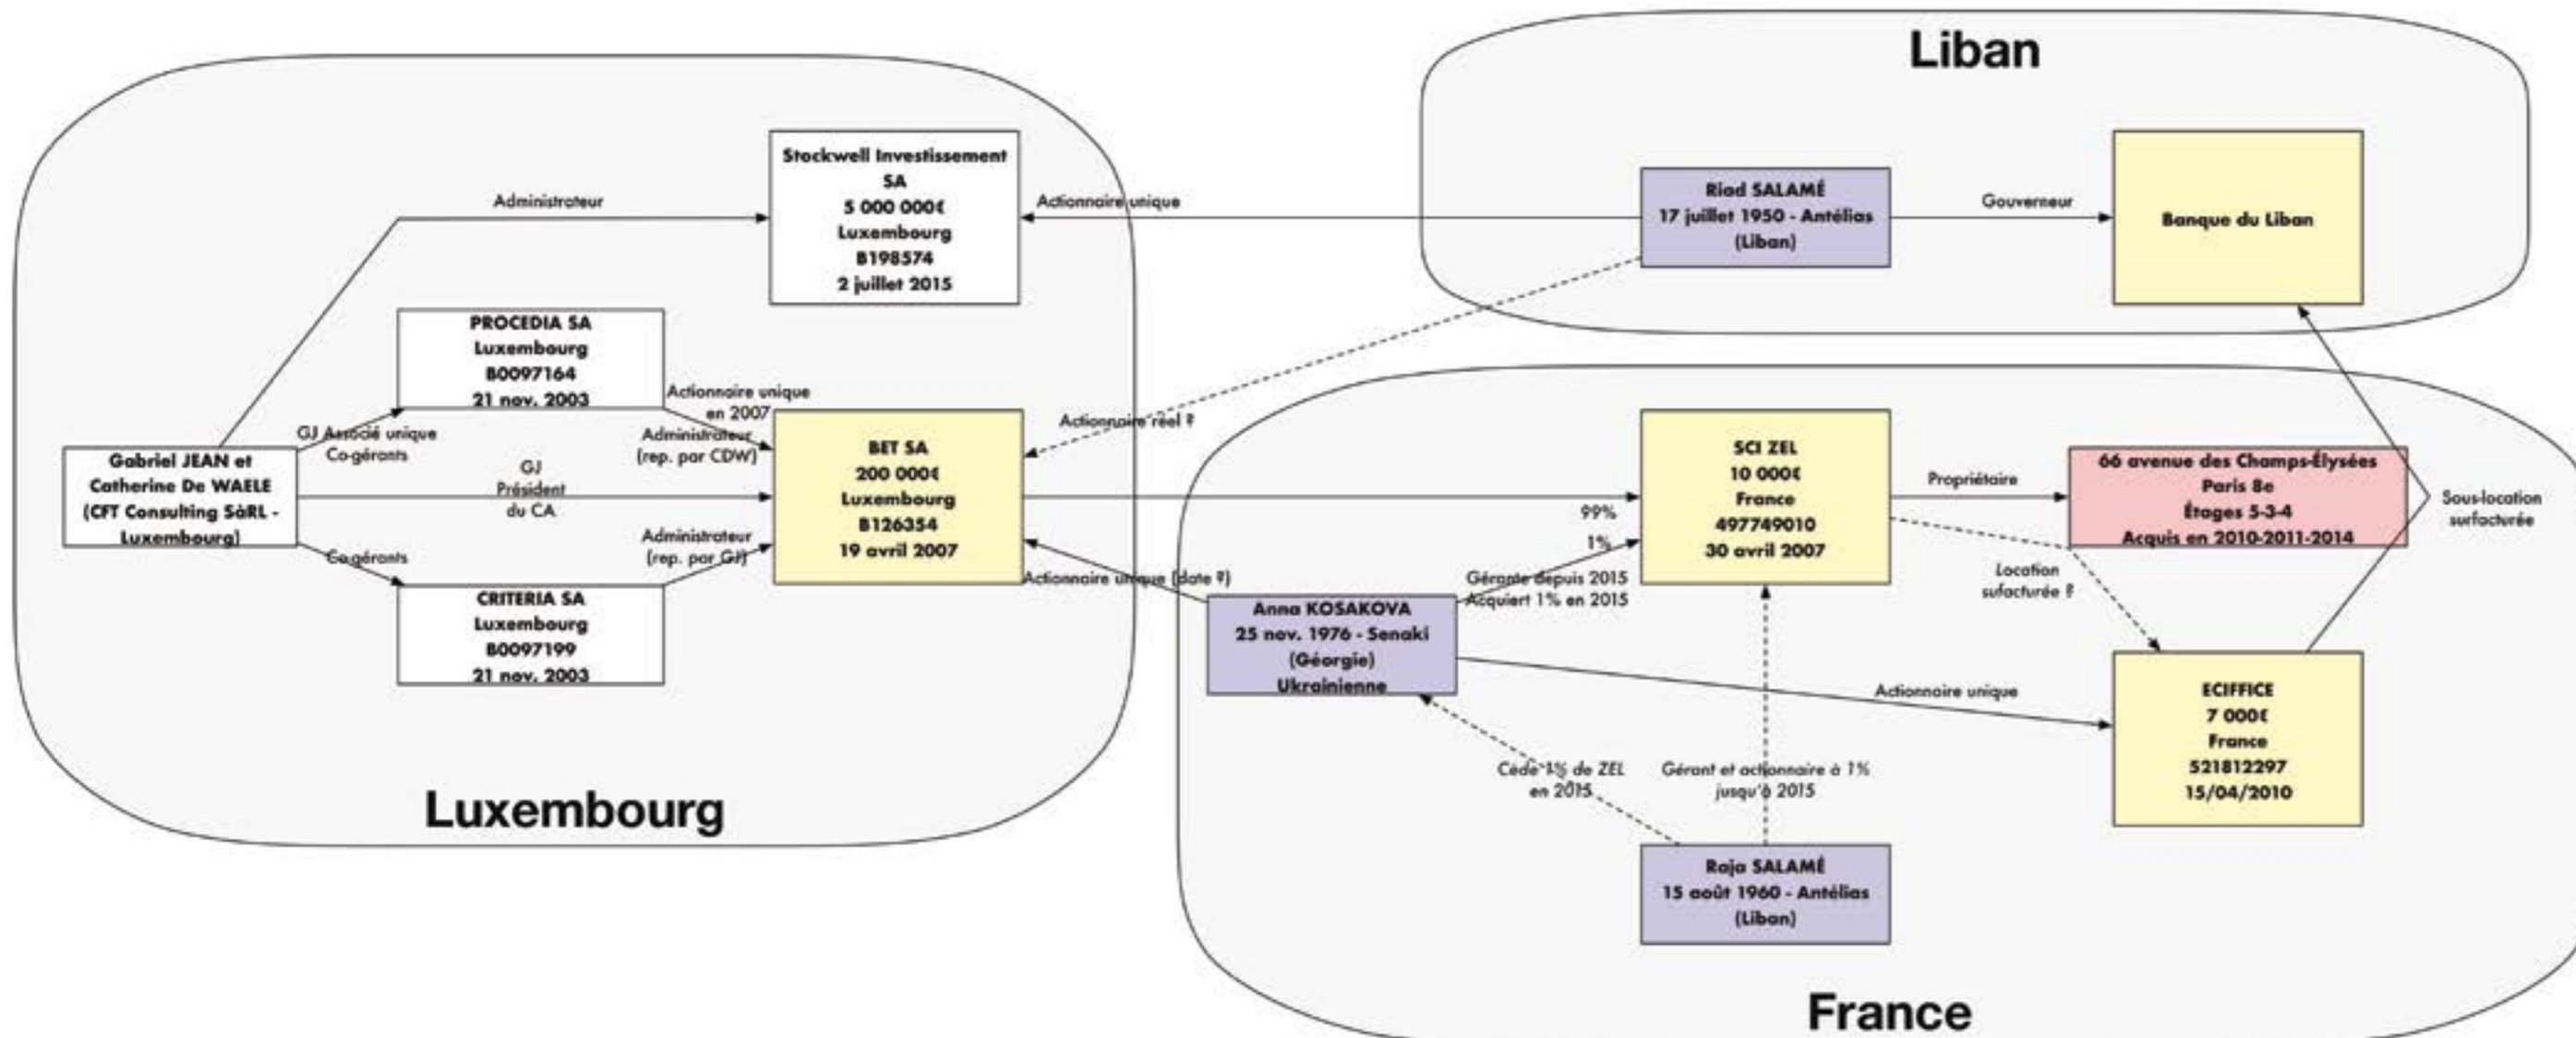 Liban
Stockwell Investissement
SA
5 000 000€
Luxembourg
B198574
2 juillet 2015
Administrateur
Actionnaire unique
Riad SALAMÉ
17 juillet 1950 - Antélias
(Liban)
Gouverneur
Banque du Liban
PROCEDIA SA
Luxembourg
B0097164
21 nov. 2003
Actionnaire unique
en 2007
Administrateur
(rep. par CDW)
Actionnaire réel ?
GJ Associé unique
Co-gérants
Gabriel JEAN et
Catherine De WAELE
(CFT Consulting SàRL -
Luxembourg)
GJ
Président
du CA
BET SA
200 000€
Luxembourg
B126354
19 avril 2007
Co-gérants
Administrateur
(rep. par GJ)
CRITERIA SA
Luxembourg
B0097199
21 nov. 2003
99%
1%
SCI ZEL
10 000€
France
497749010
30 avril 2007
Propriétaire
66 avenue des Champs-Élysées
Paris 8e
Étages 5-3-4
Acquis en 2010-2011-2014
Sous-location
surfacturée
Actionnaire unique (date ?)
Gérante depuis 2015
Acquiert 1% en 2015
Location
sufacturée ?
Anna KOSAKOVA
25 nov. 1976 - Senaki
(Géorgie)
Ukrainienne
Actionnaire unique
ECIFFICE
7 000€
France
521812297
15/04/2010
Cède 1% de ZEL
en 2015
Gérant et actionnaire à 1%
jusqu'à 2015
Raja SALAMÉ
15 août 1960 - Antélias
(Liban)
Luxembourg
France